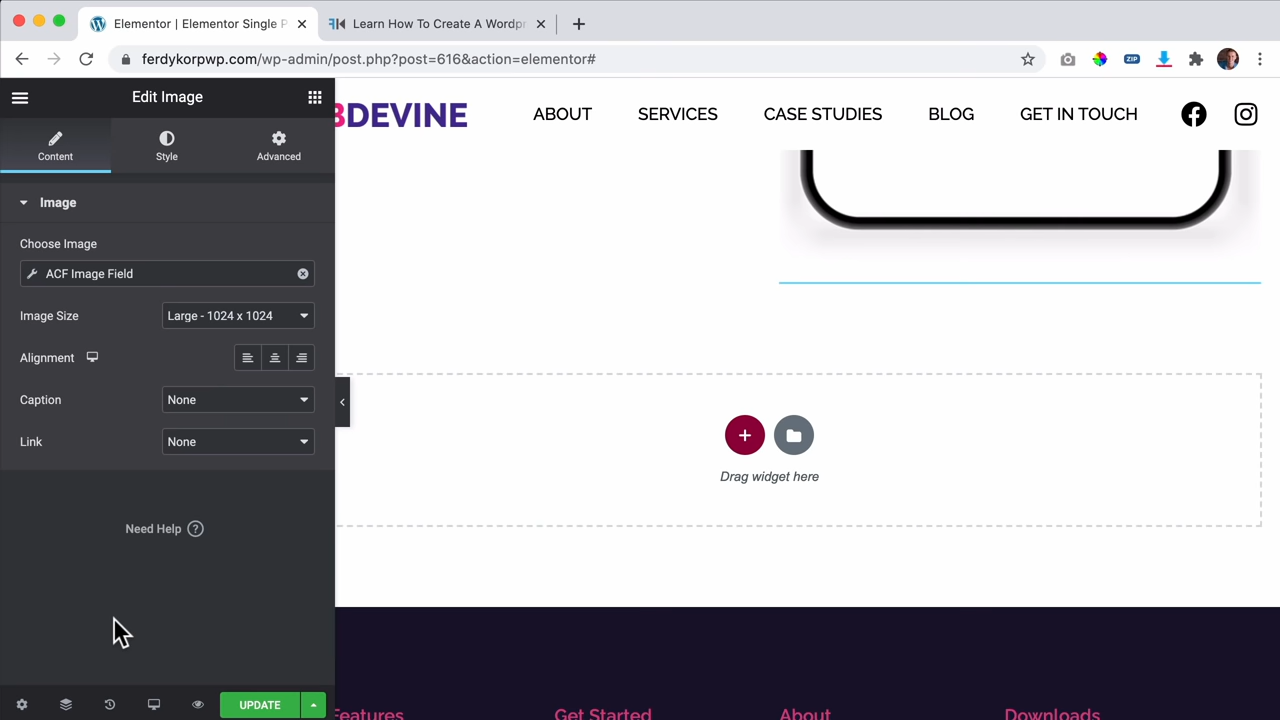 Elementor | Elementor Single P
Learn How To Create A Wordpr
ferdykorpwp.com/wp-admin/post.php?post=616&action=elementor#
ZIP
Edit Image
Content
Style
Advanced
3DEVINE
ABOUT
SERVICES
CASE STUDIES
BLOG
GET IN TOUCH
Image
Choose Image
ACF Image Field
Image Size
Large - 1024 x 1024
Alignment
Caption
None
Link
None
Need Help ?
Drag widget here
UPDATE
Features
Get Started
About
Downloads